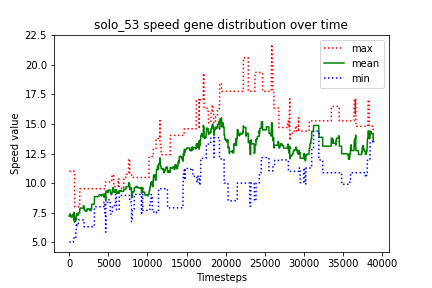 solo_53 speed gene distribution over time
22.5
20.0
17.5
15.0
12.5
10.0
7.5
5.0
Speed value
max
mean
min
0
5000
10000
15000
20000
25000
30000
35000
40000
Timesteps